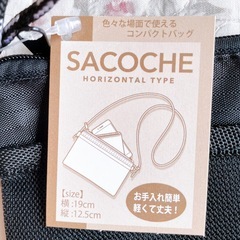 色々な場面で使える
コンパクトバッグ
SACOCHE
HORIZONTAL TYPE
【size】
横:19cm
縦:12.5cm
お手入れ簡単
軽くて丈夫!